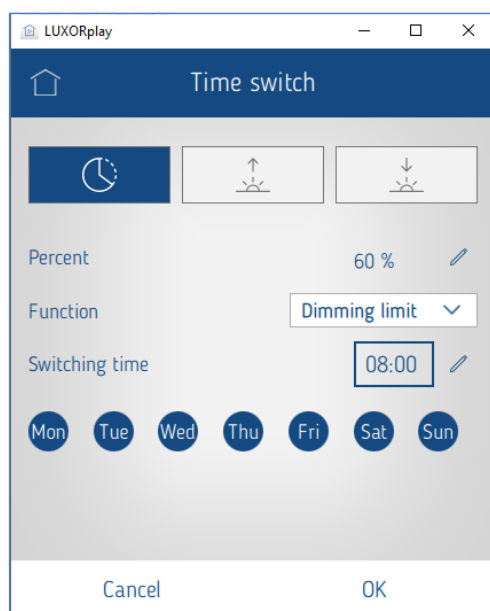 LUXORplay
Time switch
Percent 60 %
Function Dimming limit
Switching time 08:00
Mon Tue Wed Thu Fri Sat Sun
Cancel OK